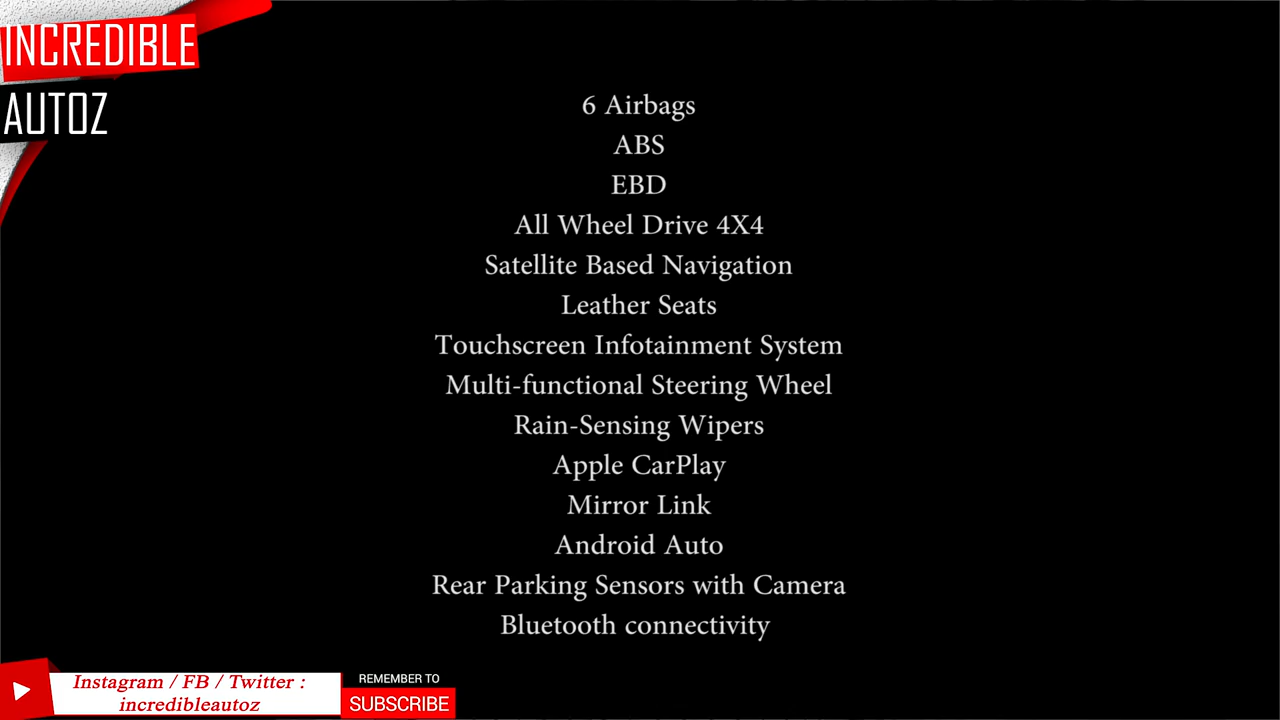 INCREDIBLE
AUTOZ
6 Airbags
ABS
EBD
All Wheel Drive 4X4
Satellite Based Navigation
Leather Seats
Touchscreen Infotainment System
Multi-functional Steering Wheel
Rain-Sensing Wipers
Apple CarPlay
Mirror Link
Android Auto
Rear Parking Sensors with Camera
Bluetooth connectivity
Instagram / FB / Twitter :
incredibleautoz
REMEMBER TO
SUBSCRIBE